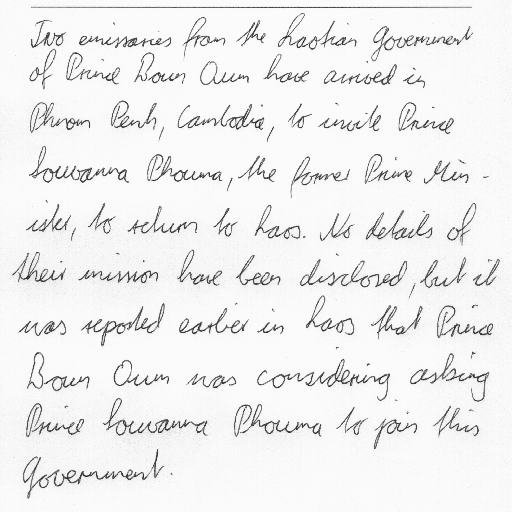 Two emissaries from the Laotian Government
of Prince Boun Oum have arrived in
Phnom Penh, Cambodia, to invite Prince
Souvanna Phouma, the former Prime Min-
ister, to return to Laos. No details of
their mission have been disclosed, but it
was reported earlier in Laos that Prince
Boun Oum was considering asking
Prince Souvanna Phouma to join this
Government.